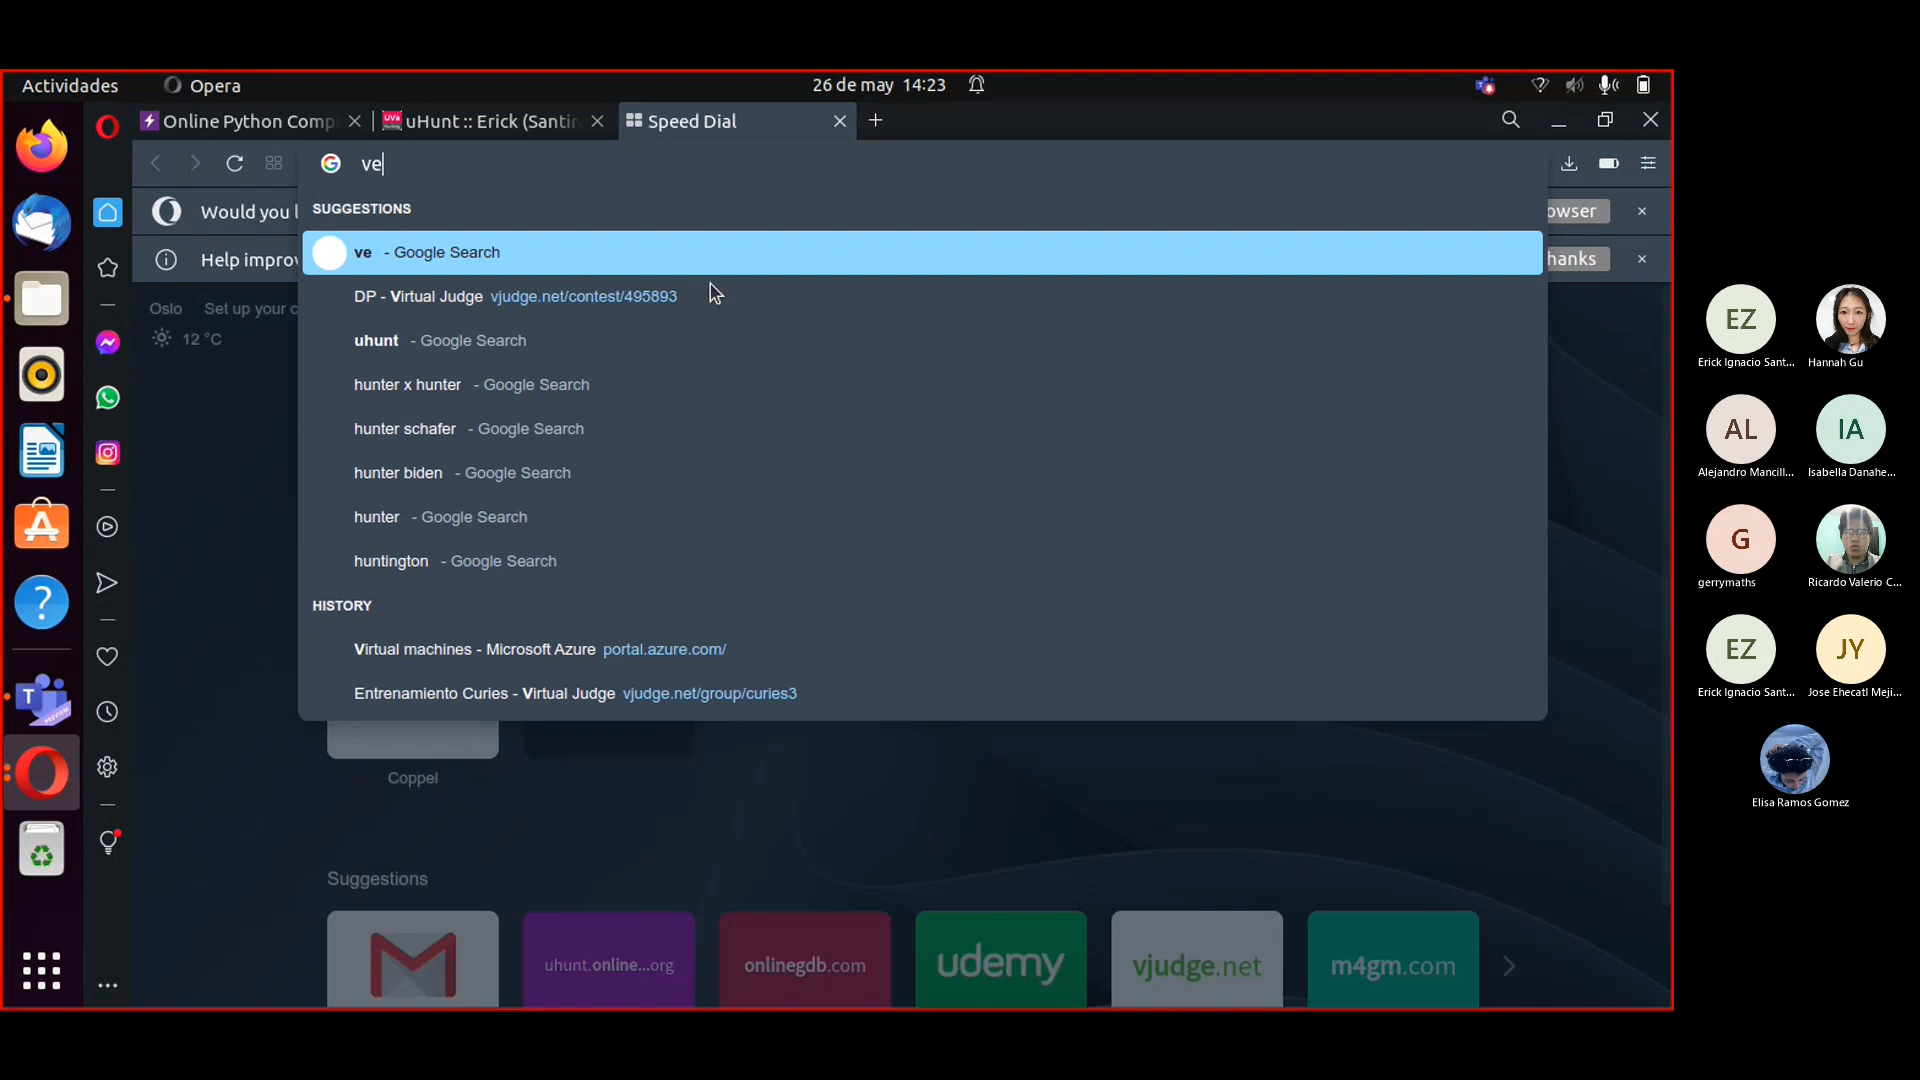 Actividades
Opera
26 de may 14:23
Online Python Comp
uHunt :: Erick (Santin
Speed Dial
ve
Would you l
owser
Help improv
hanks
SUGGESTIONS
ve - Google Search
DP - Virtual Judge vjudge.net/contest/495893
uhunt - Google Search
hunter x hunter - Google Search
hunter schafer - Google Search
hunter biden - Google Search
hunter - Google Search
huntington - Google Search
HISTORY
Virtual machines - Microsoft Azure portal.azure.com/
Entrenamiento Curies - Virtual Judge vjudge.net/group/curies3
Oslo Set up your c
12 °C
Coppel
Suggestions
uhunt.online...org
onlinegdb.com
udemy
vjudge.net
m4gm.com
T
PREVIEW
EZ
Erick Ignacio Sant...
Hannah Gu
AL
Alejandro Mancill...
IA
Isabella Danahe...
G
gerrymaths
Ricardo Valerio C...
EZ
Erick Ignacio Sant...
JY
Jose Ehecatl Meji...
Elisa Ramos Gomez